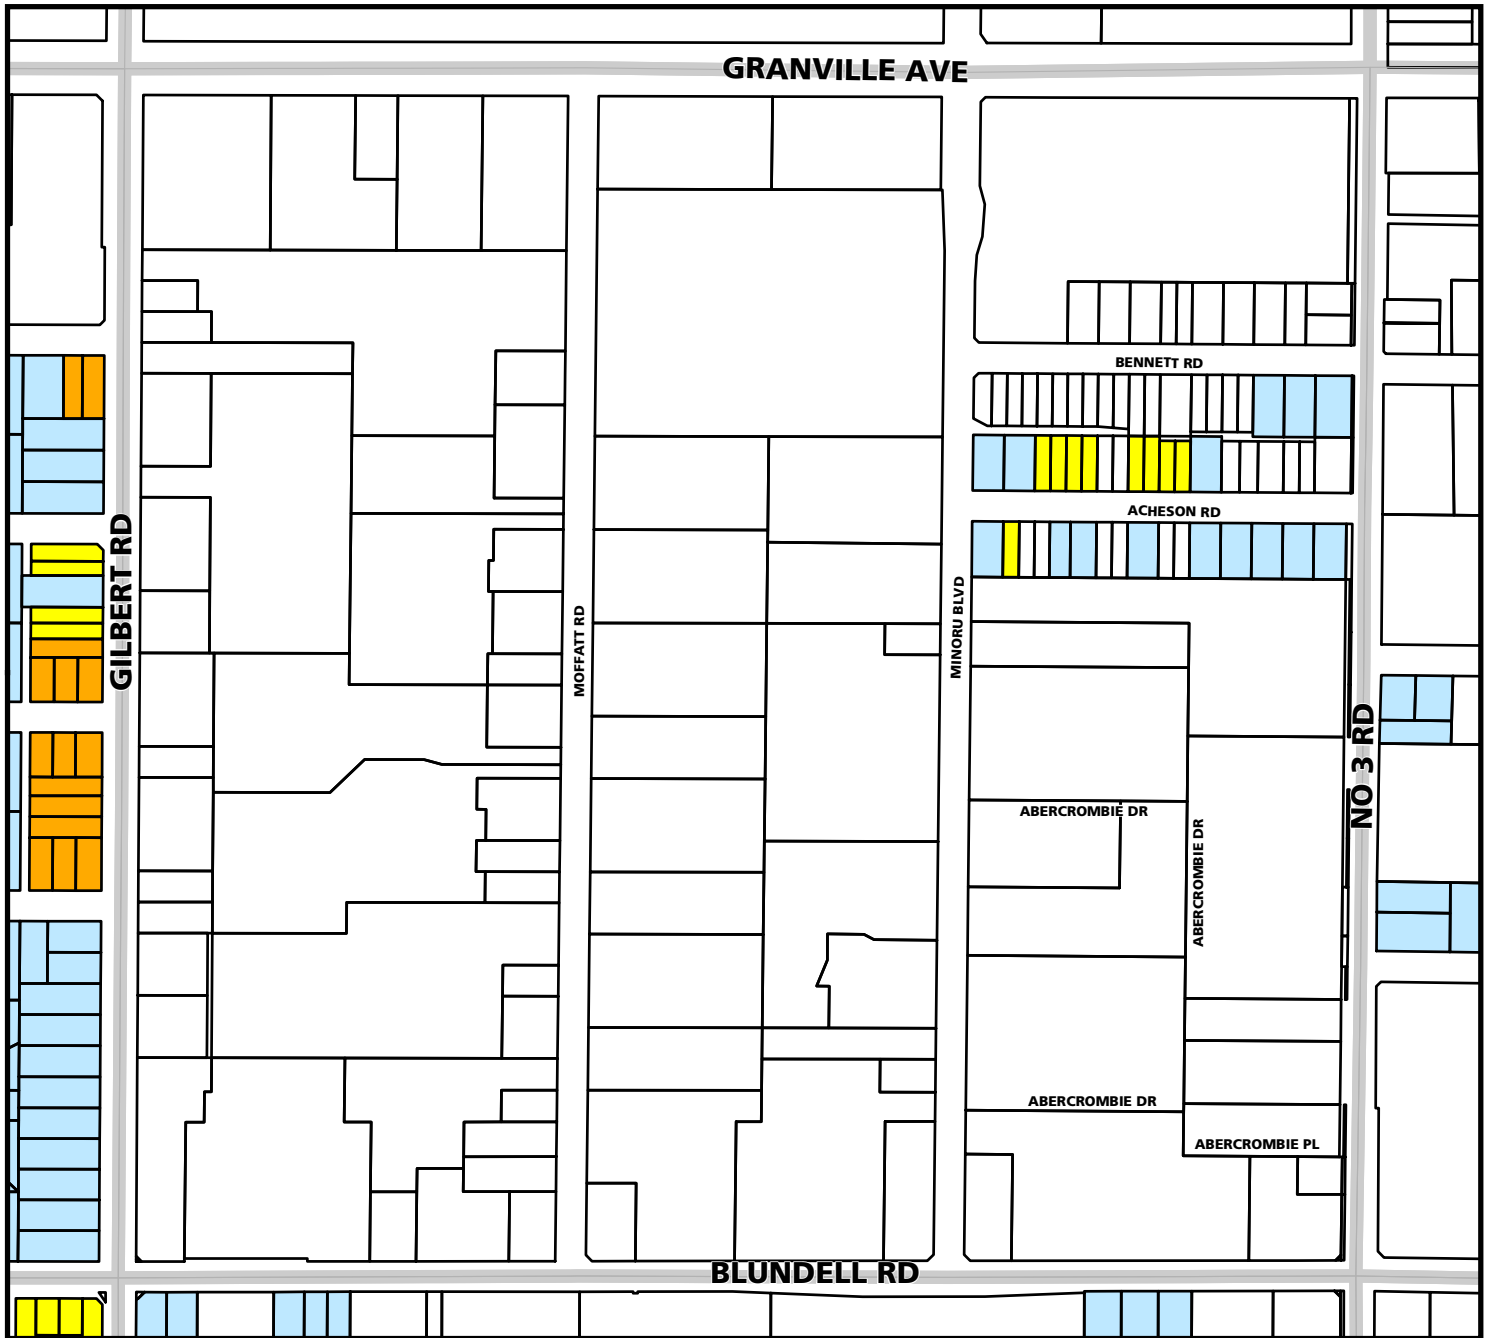 GRANVILLE AVE
BENNETT RD
ACHESON RD
GILBERT RD
MOFFATT RD
MINORU BLVD
NO 3 RD
ABERCROMBIE DR
ABERCROMBIE DR
ABERCROMBIE DR
ABERCROMBIE PL
BLUNDELL RD